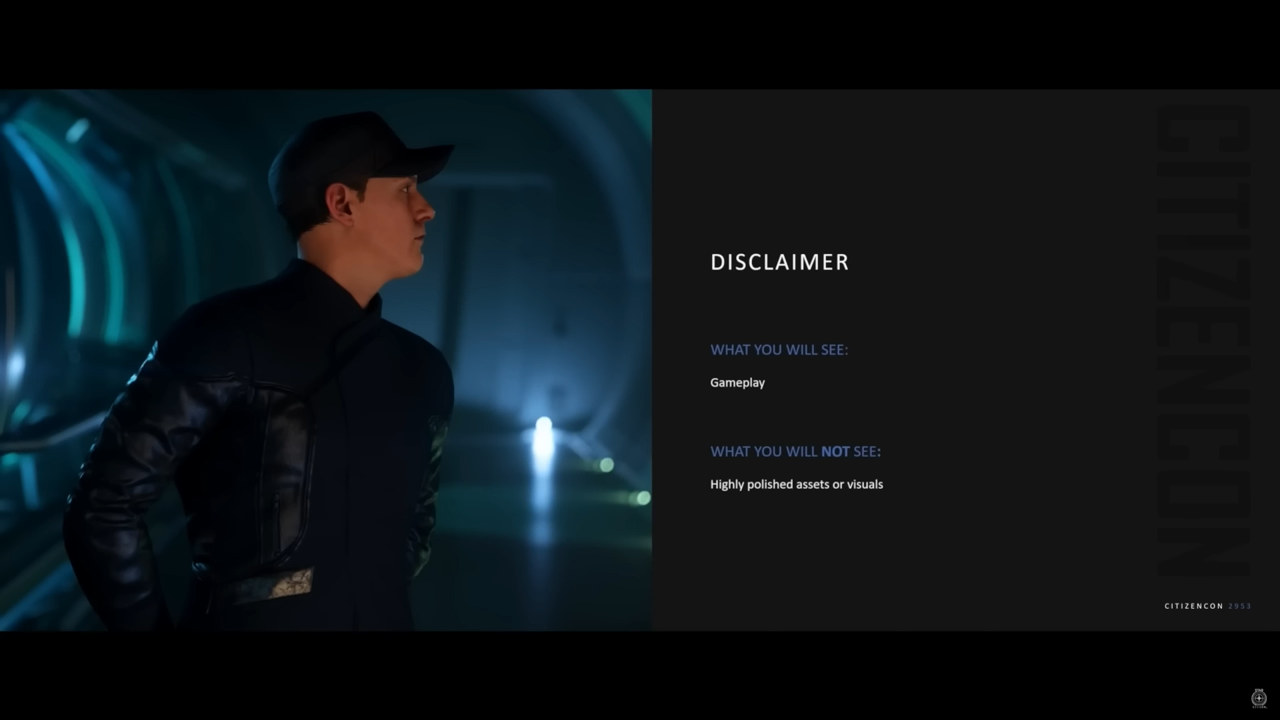 DISCLAIMER
WHAT YOU WILL SEE:
Gameplay
WHAT YOU WILL NOT SEE:
Highly polished assets or visuals
CITIZENCON
CITIZENCON 2953